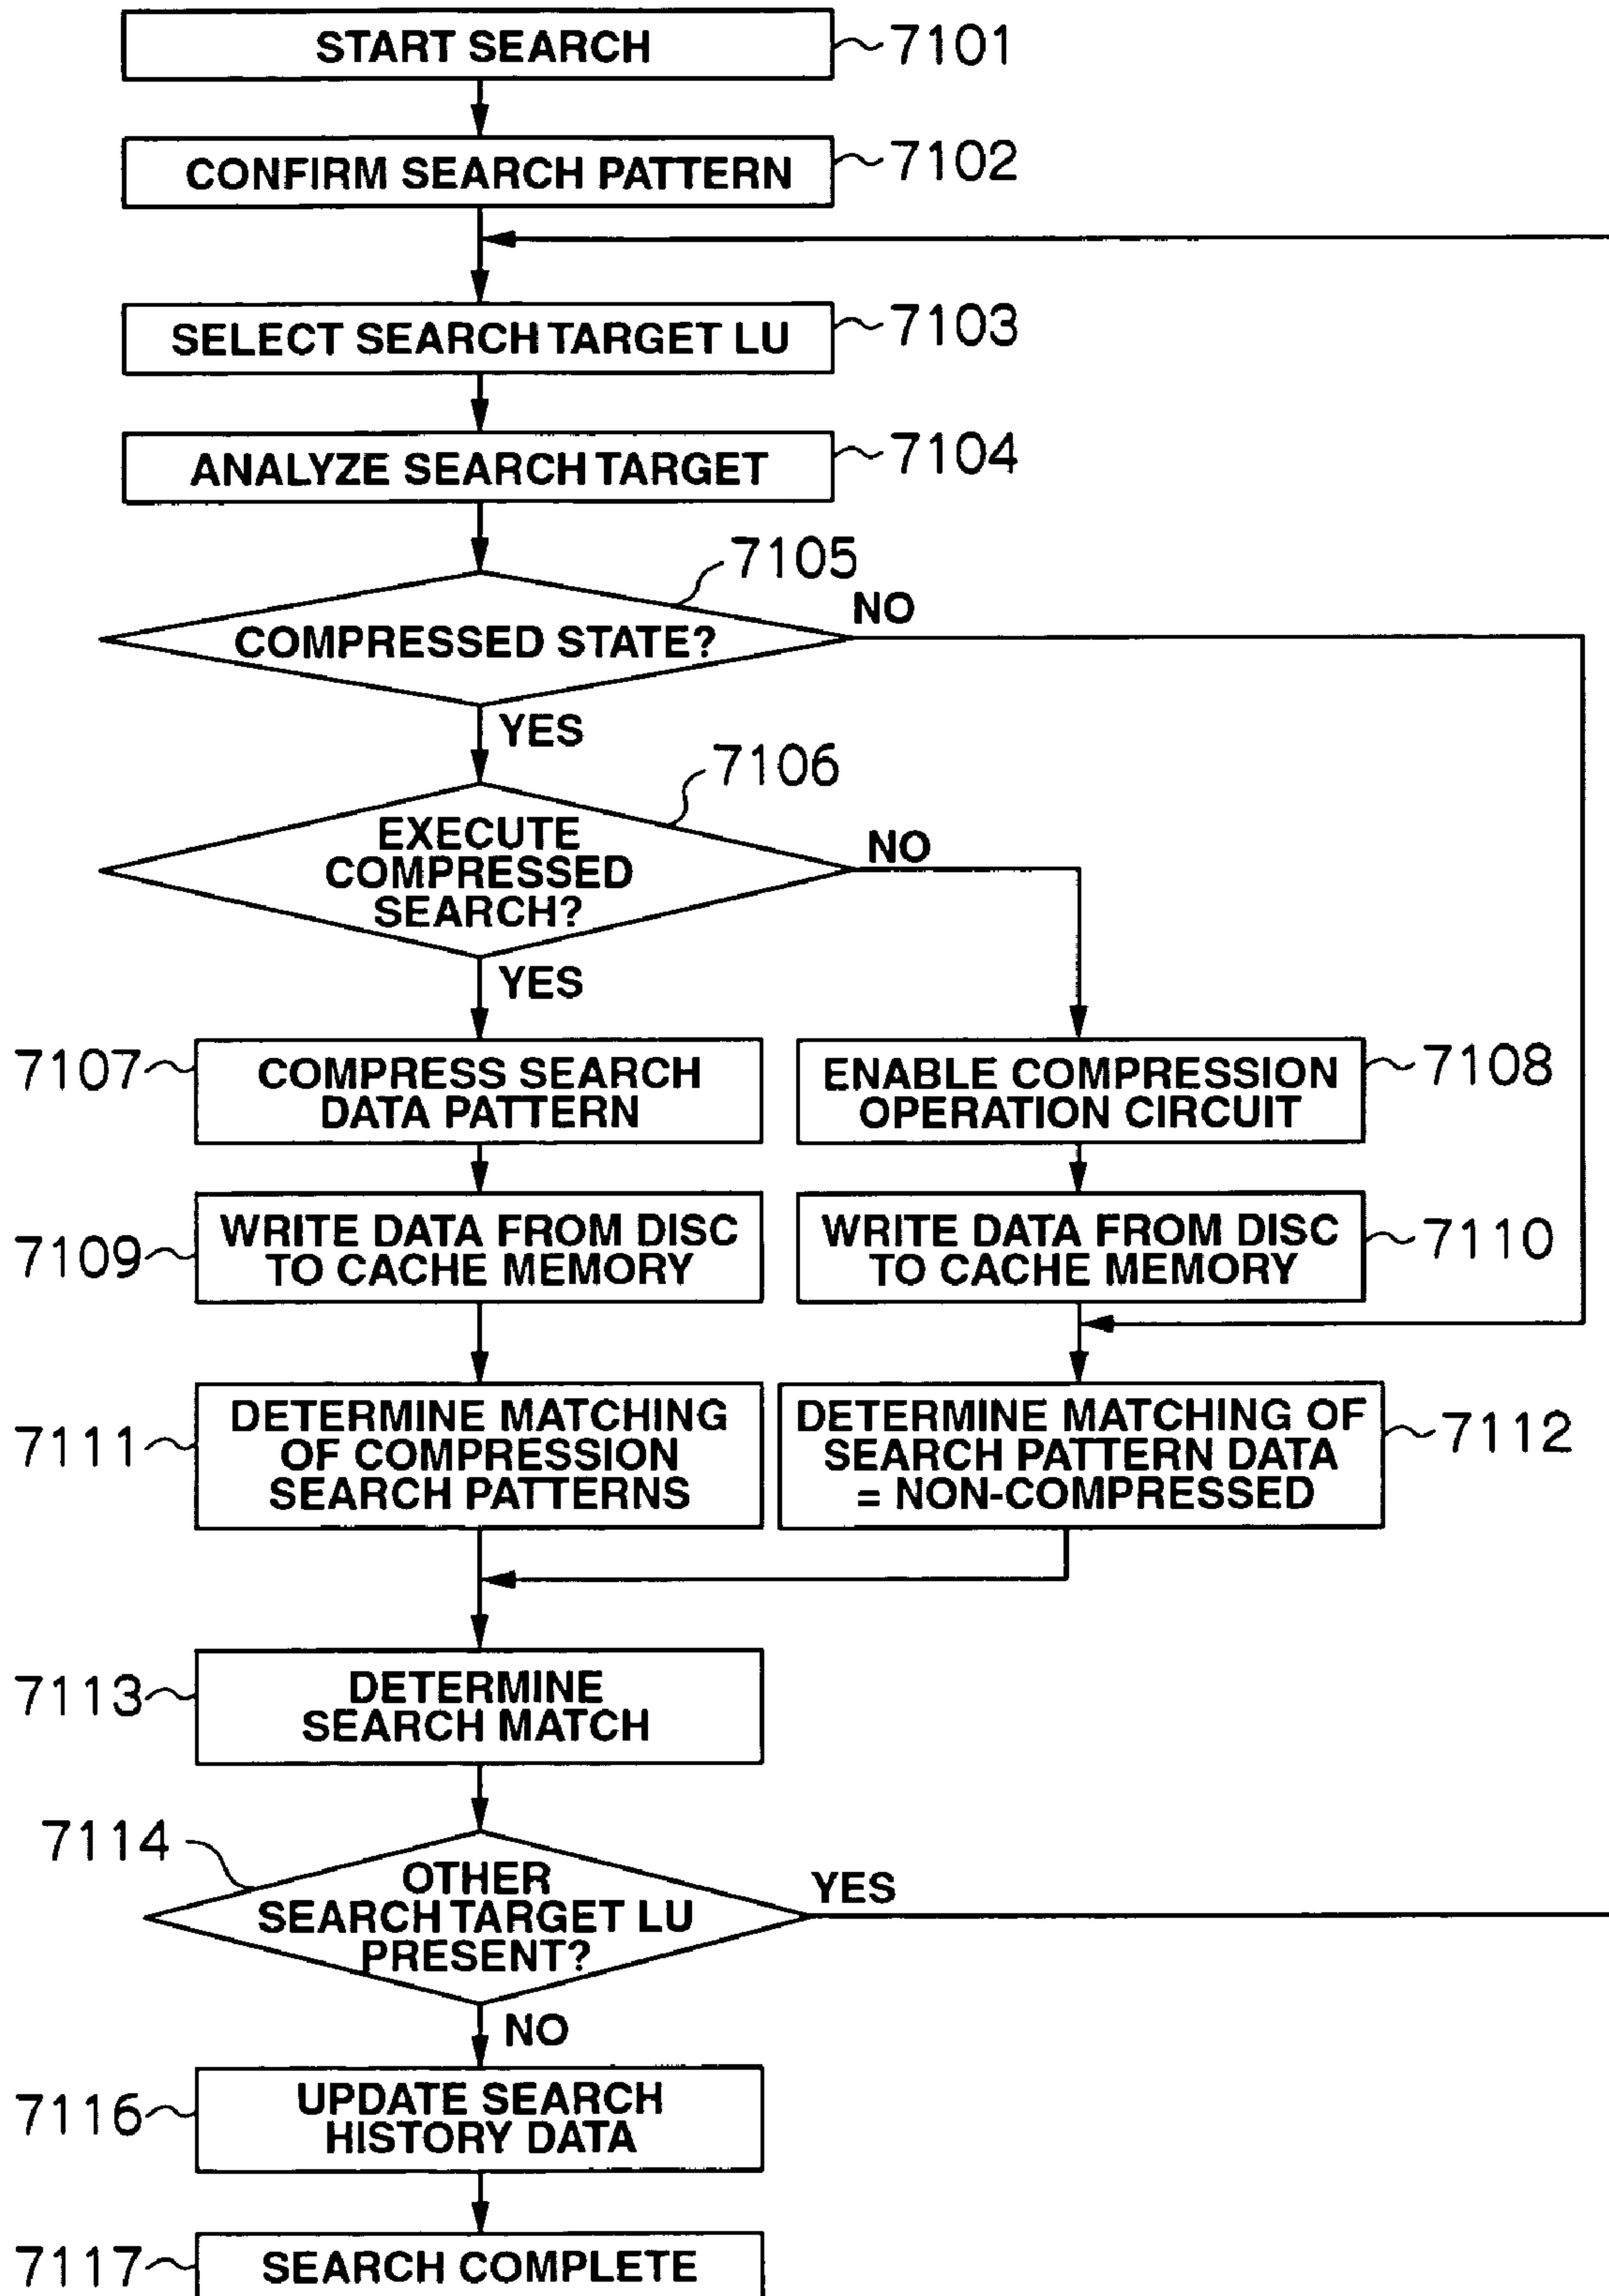 START SEARCH
7101
CONFIRM SEARCH PATTERN
7102
SELECT SEARCH TARGET LU
7103
ANALYZE SEARCH TARGET
7104
7105
COMPRESSED STATE?
NO
YES
7106
EXECUTE
COMPRESSED
SEARCH?
NO
YES
7107
COMPRESS SEARCH
DATA PATTERN
ENABLE COMPRESSION
OPERATION CIRCUIT
7108
7109
WRITE DATA FROM DISC
TO CACHE MEMORY
WRITE DATA FROM DISC
TO CACHE MEMORY
7110
7111
DETERMINE MATCHING
OF COMPRESSION
SEARCH PATTERNS
DETERMINE MATCHING OF
SEARCH PATTERN DATA
= NON-COMPRESSED
7112
7113
DETERMINE
SEARCH MATCH
7114
OTHER
SEARCH TARGET LU
PRESENT?
YES
NO
7116
UPDATE SEARCH
HISTORY DATA
7117
SEARCH COMPLETE